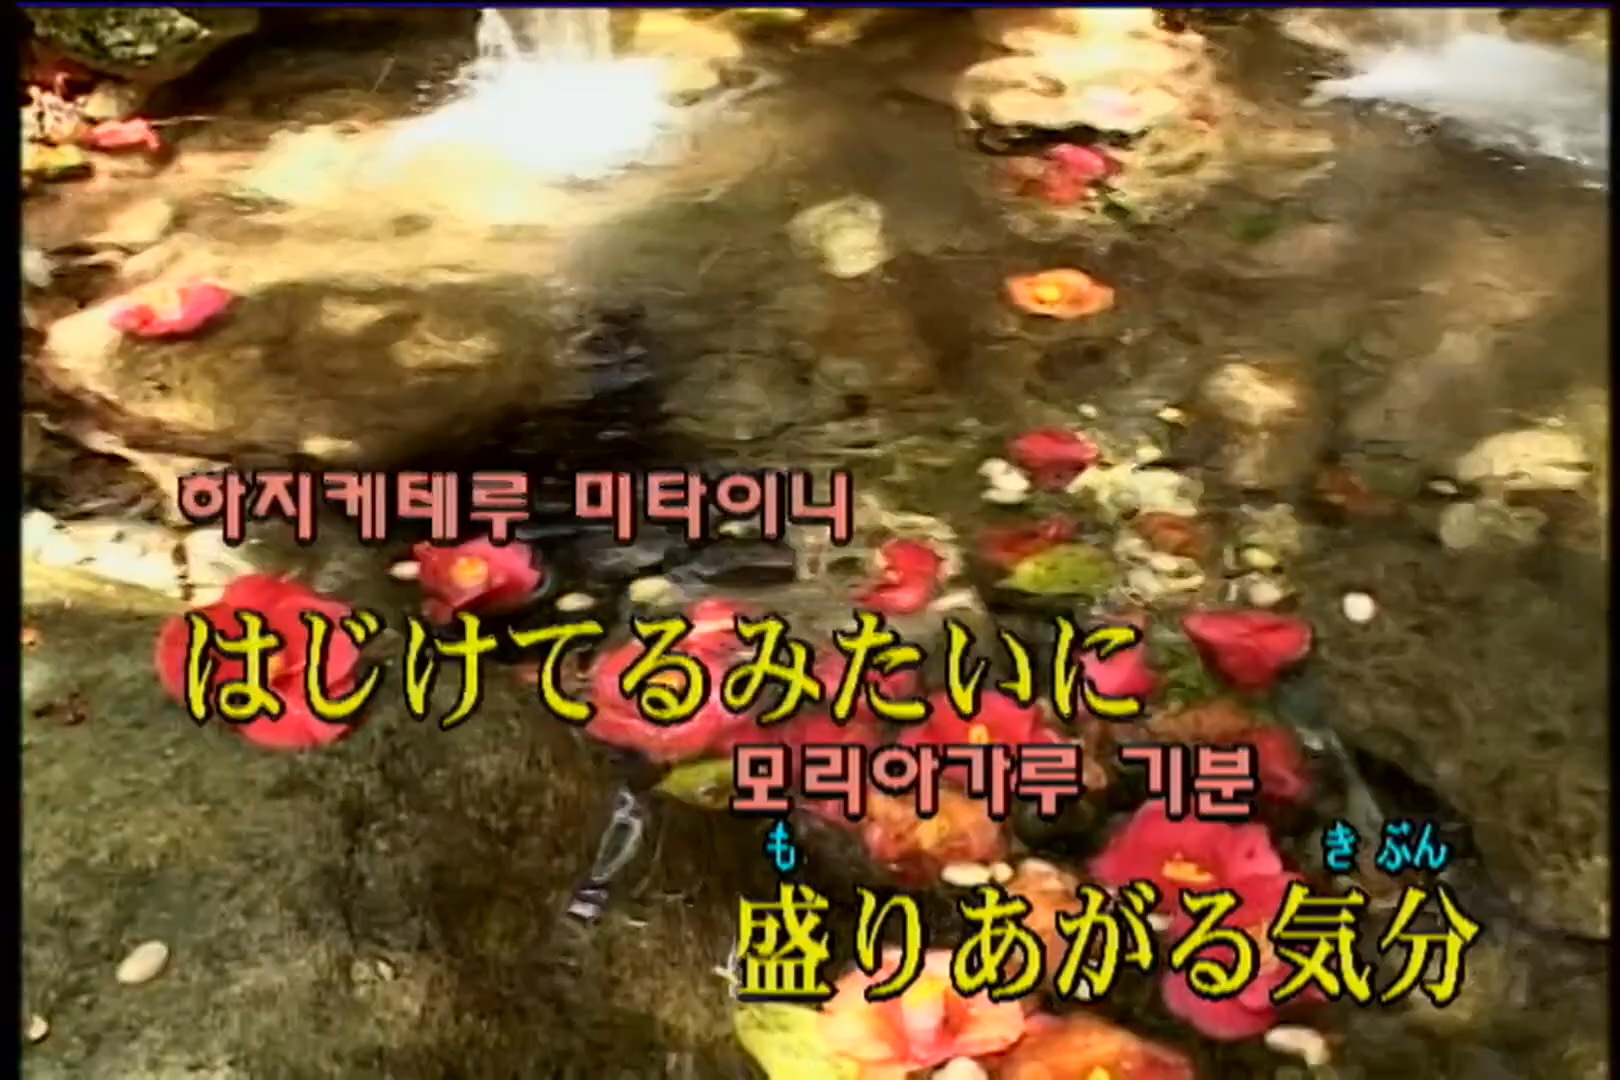 하지케테루 미타이니
はじけてるみたいに
모리아가루 기분
も きぶん
盛りあがる気分